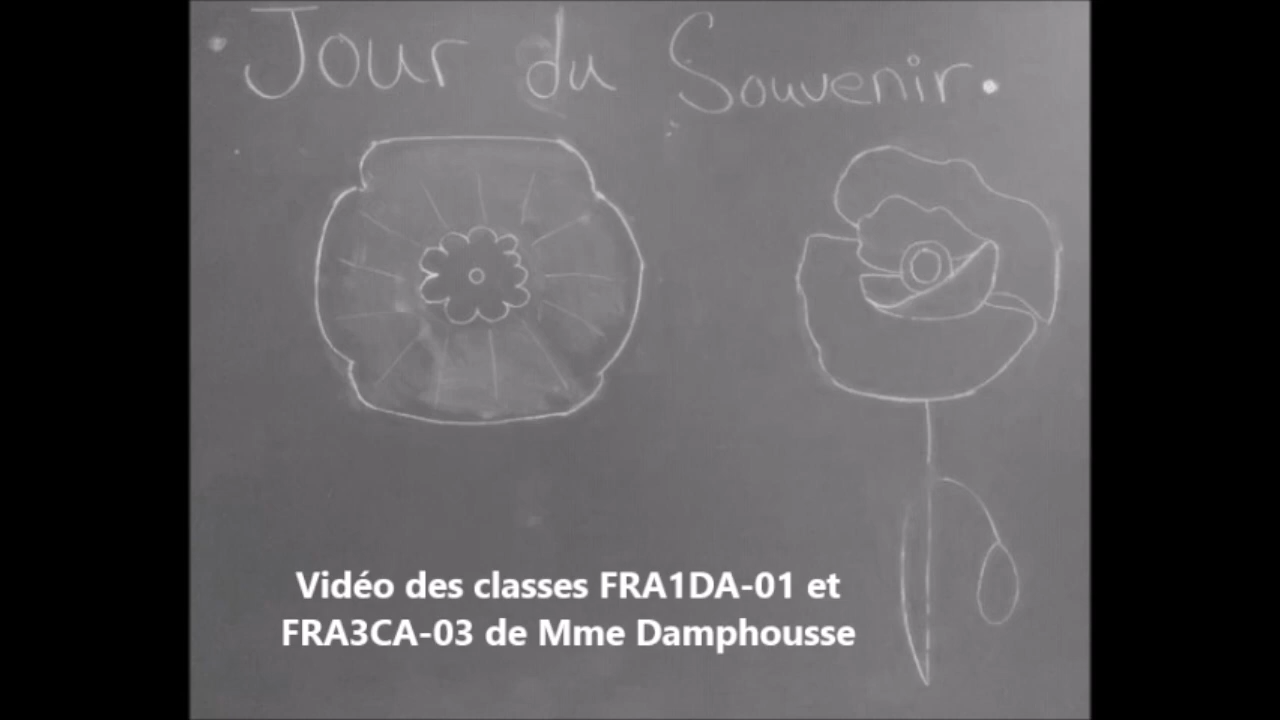 • Jour du Souvenir •
Vidéo des classes FRA1DA-01 et
FRA3CA-03 de Mme Damphousse